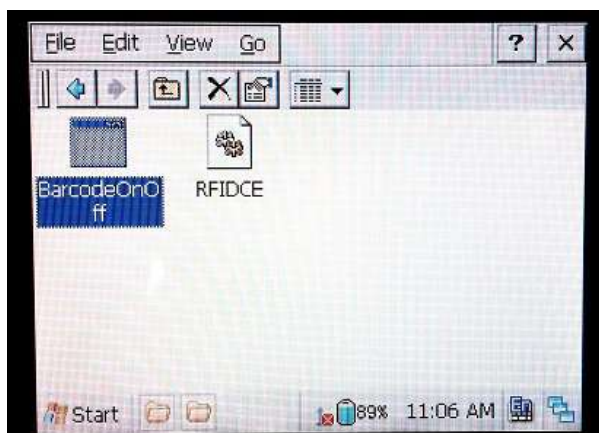 File Edit View Go ? X
BarcodeOnO
ff
RFIDCE
Start 89% 11:06 AM